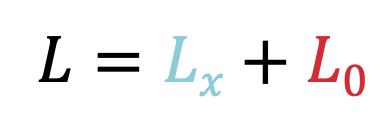 L = Lₓ + L₀